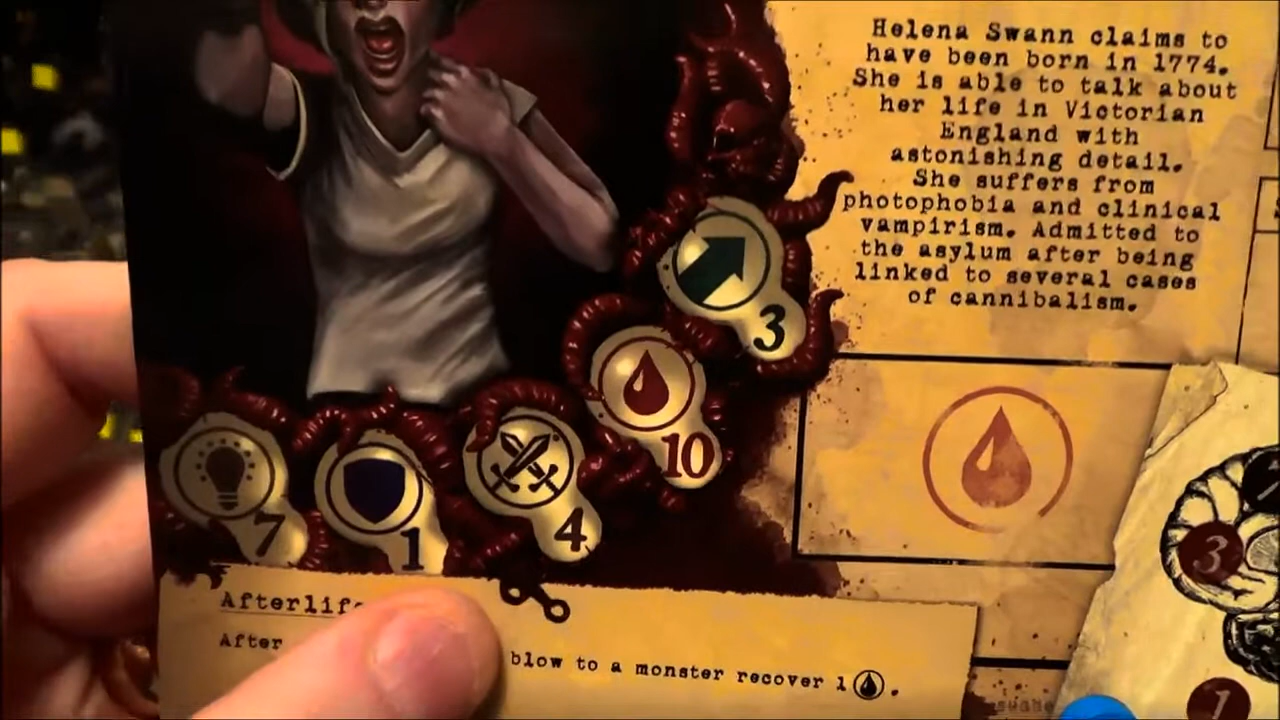 Helena Swann claims to
have been born in 1774.
She is able to talk about
her life in Victorian
England with
astonishing detail.
She suffers from
photophobia and clinical
vampirism. Admitted to
the asylum after being
linked to several cases
of cannibalism.
3
10
4
1
7
3
1
After
blow to a monster recover 1 .